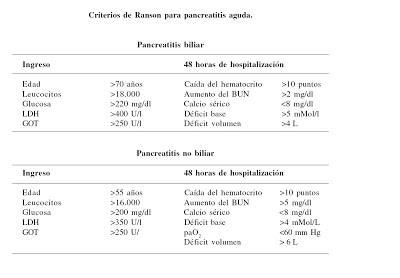 Criterios de Ranson para pancreatitis aguda.
Pancreatitis biliar
Ingreso 48 horas de hospitalización
Edad >70 años Caída del hematocrito >10 puntos
Leucocitos >18.000 Aumento del BUN >2 mg/dl
Glucosa >220 mg/dl Calcio sérico <8 mg/dl
LDH >400 U/l Déficit base >5 mMol/l
GOT >250 U/l Déficit volumen >4 L
Pancreatitis no biliar
Ingreso 48 horas de hospitalización
Edad >55 años Caída del hematocrito >10 puntos
Leucocitos >16.000 Aumento del BUN >5 mg/dl
Glucosa >200 mg/dl Calcio sérico <8 mg/dl
LDH >350 U/l Déficit base >4 mMol/L
GOT >250 U/ paO2 <60 mm Hg
Déficit volumen > 6 L